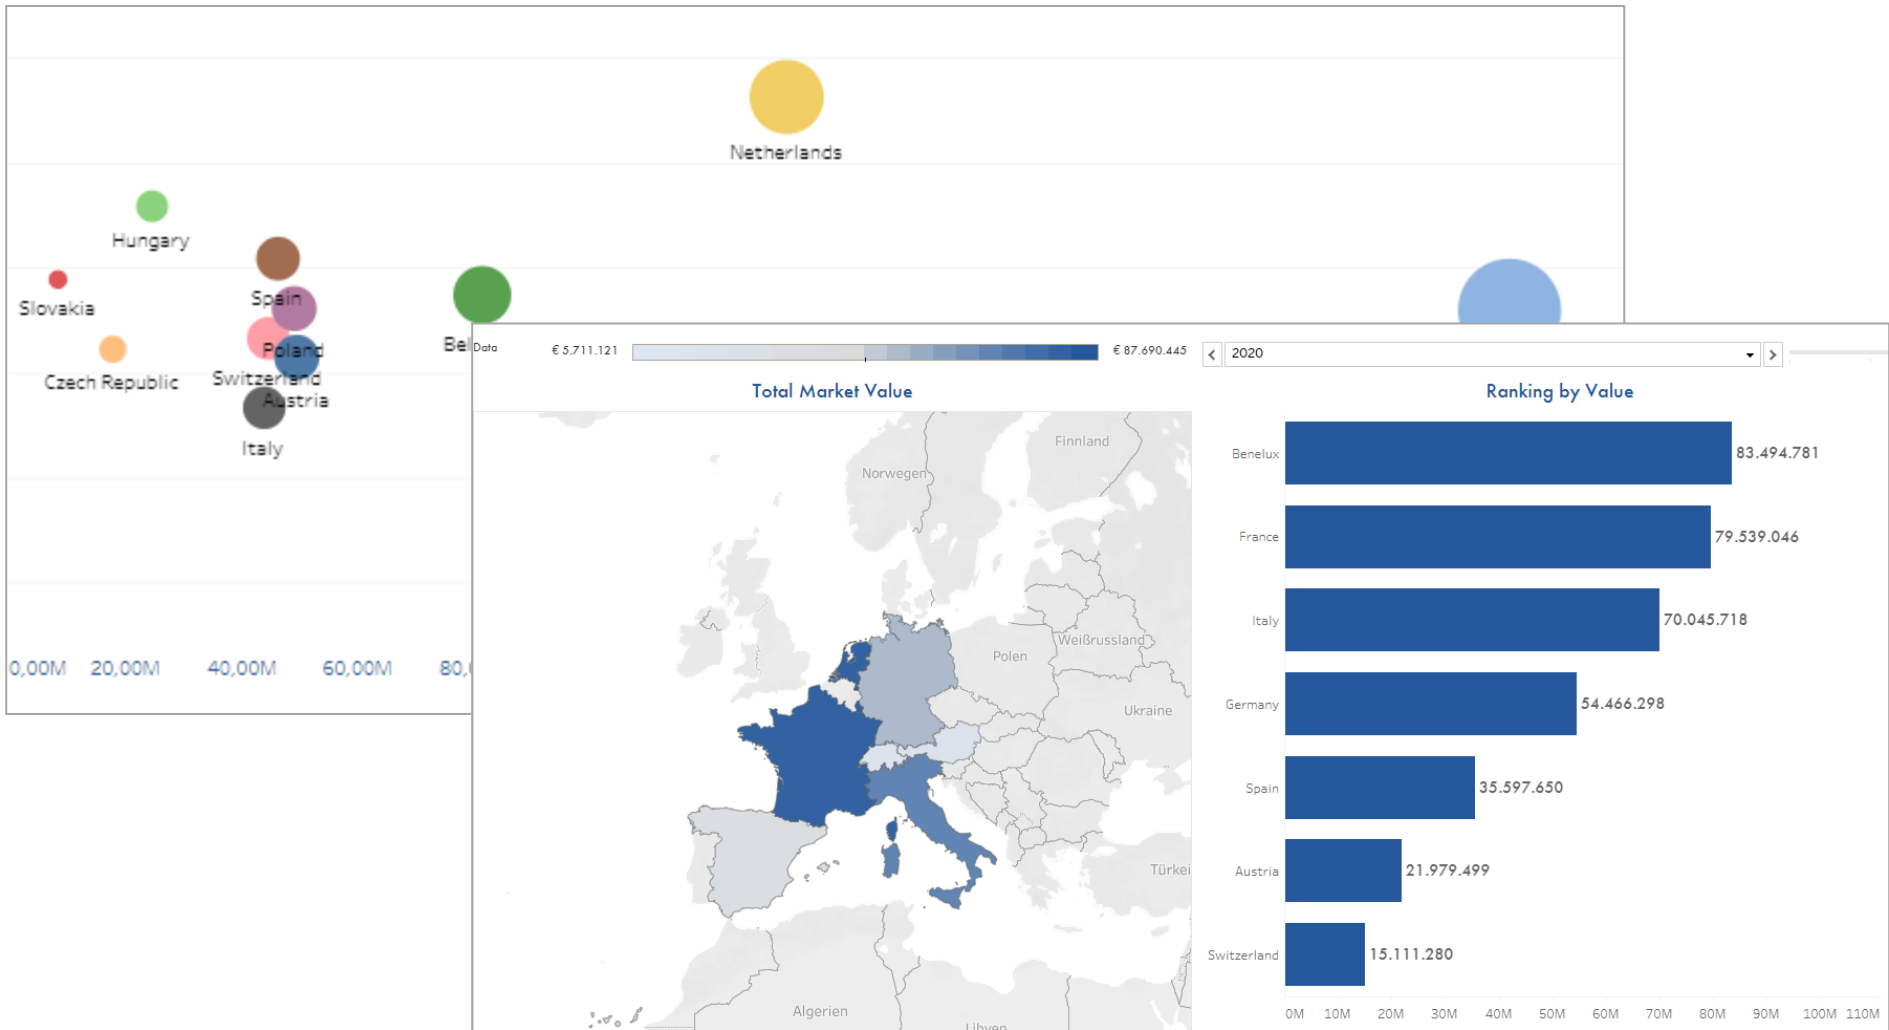 Netherlands
Hungary
Spain
Slovakia
Poland
Czech Republic
Switzerland
Austria
Italy
0,00M 20,00M 40,00M 60,00M
Data
€ 5.711.121
€ 87.690.445
2020
Total Market Value
Finnland
Norwegen
Weißrussland
Polen
Ukraine
Algerien
Ranking by Value
Benelux 83.494.781
France 79.539.046
Italy 70.045.718
Germany 54.466.298
Spain 35.597.650
Austria 21.979.499
Switzerland 15.111.280
0M 10M 20M 30M 40M 50M 60M 70M 80M 90M 100M 110M